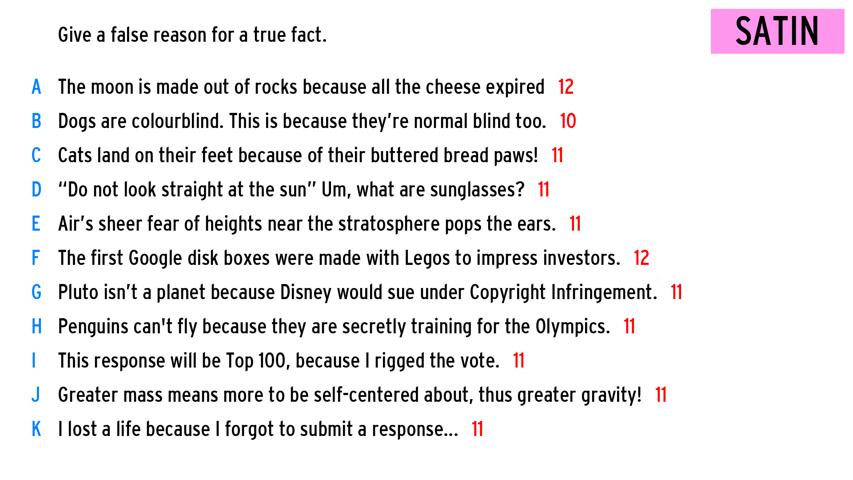 Give a false reason for a true fact.
SATIN
A The moon is made out of rocks because all the cheese expired 12
B Dogs are colourblind. This is because they’re normal blind too. 10
C Cats land on their feet because of their buttered bread paws! 11
D “Do not look straight at the sun” Um, what are sunglasses? 11
E Air’s sheer fear of heights near the stratosphere pops the ears. 11
F The first Google disk boxes were made with Legos to impress investors. 12
G Pluto isn’t a planet because Disney would sue under Copyright Infringement. 11
H Penguins can't fly because they are secretly training for the Olympics. 11
I This response will be Top 100, because I rigged the vote. 11
J Greater mass means more to be self-centered about, thus greater gravity! 11
K I lost a life because I forgot to submit a response... 11